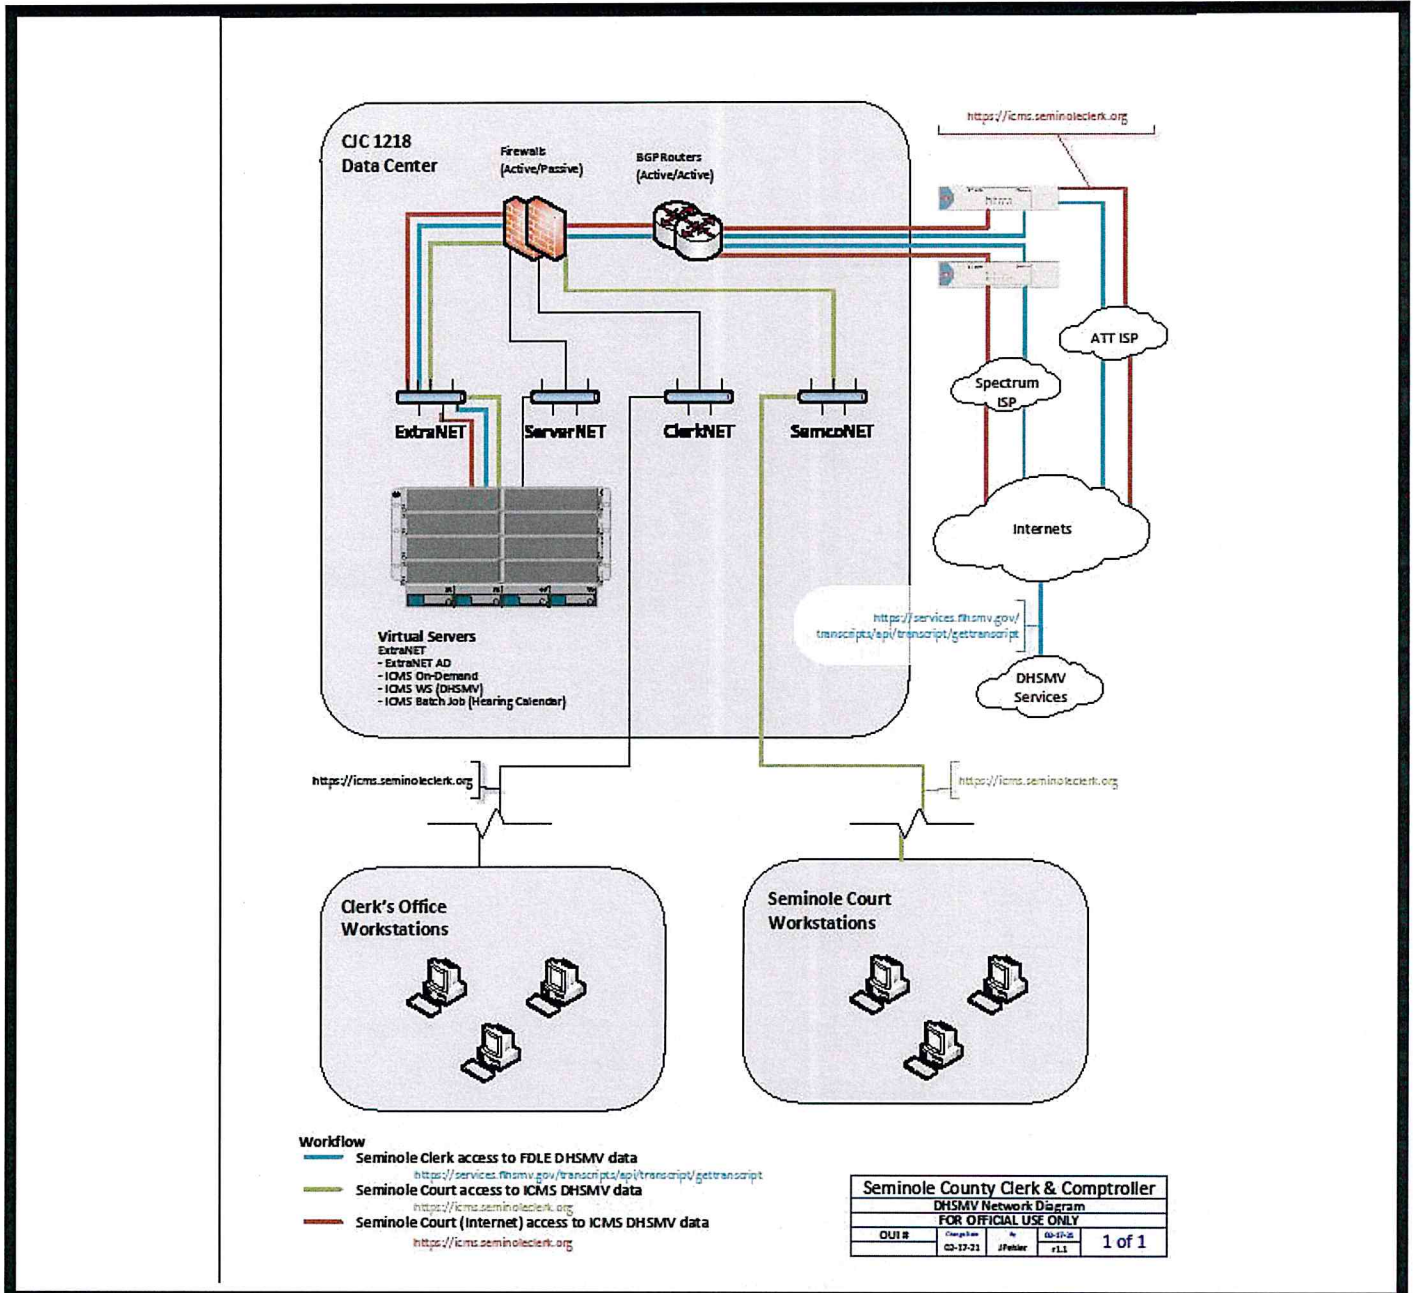 CJC 1218
Data Center
Firewalls
(Active/Passive)
BGP Routers
(Active/Active)
https://icms.seminoleclerk.org
ATT ISP
Spectrum
ISP
ExtraNET
ServerNET
ClerkNET
SemcoNET
Internets
https://services.flhsmv.gov/
transcripts/api/transcript/gettranscript
DHSMV
Services
Virtual Servers
ExtraNET
- ExtraNET AD
- ICMS On-Demand
- ICMS WS (DHSMV)
- ICMS Batch Job (Hearing Calendar)
https://icms.seminoleclerk.org
https://icms.seminoleclerk.org
Clerk's Office
Workstations
Seminole Court
Workstations
Workflow
Seminole Clerk access to FDLE DHSMV data
https://services.flhsmv.gov/transcripts/api/transcript/gettranscript
Seminole Court access to ICMS DHSMV data
https://icms.seminoleclerk.org
Seminole Court (Internet) access to ICMS DHSMV data
https://icms.seminoleclerk.org
Seminole County Clerk & Comptroller
DHSMV Network Diagram
FOR OFFICIAL USE ONLY
OUI #
By
02-17-21
JPehler
r1.1
1 of 1